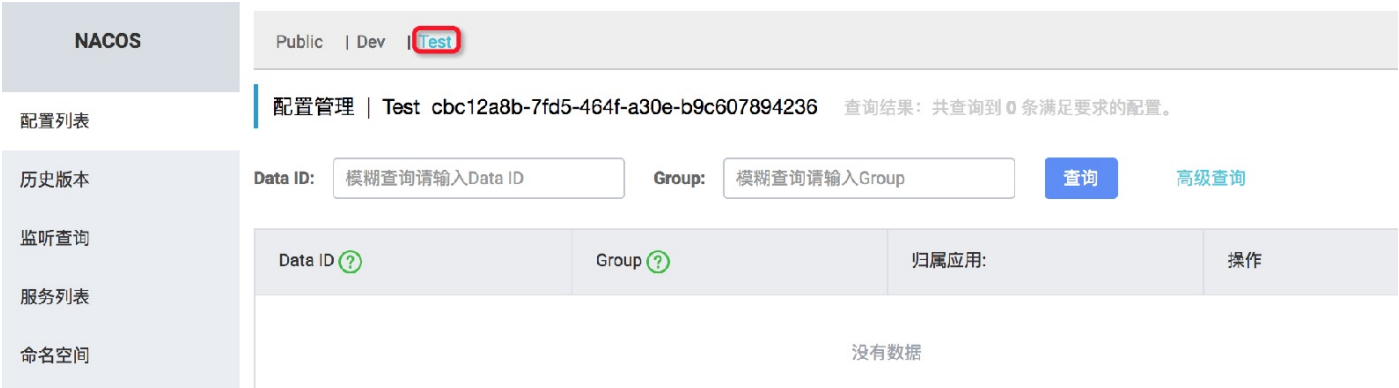 NACOS
Public | Dev | Test
配置管理 | Test cbc12a8b-7fd5-464f-a30e-b9c607894236 查询结果：共查询到 0 条满足要求的配置。
配置列表
历史版本
监听查询
服务列表
命名空间
Data ID: 模糊查询请输入Data ID Group: 模糊查询请输入Group 查询 高级查询
Data ID ? Group ? 归属应用: 操作
没有数据